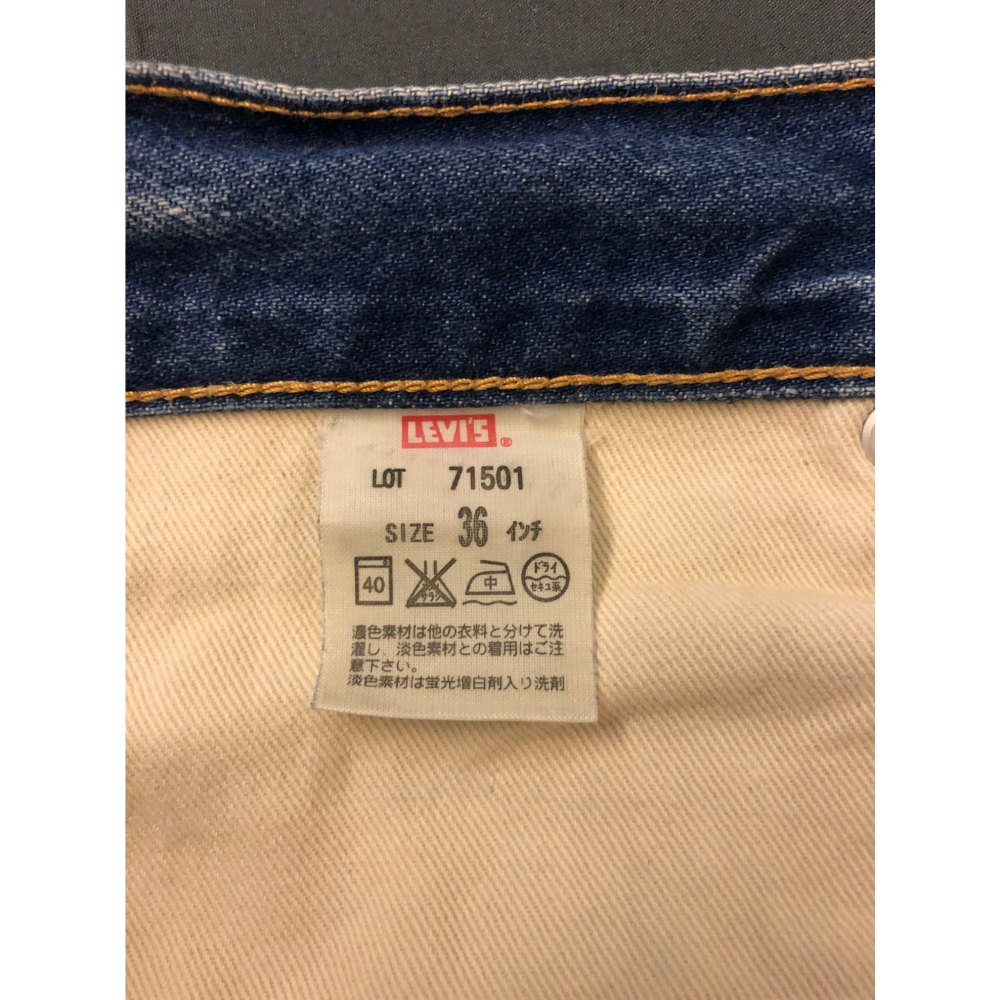 LEVI'S ®
LOT 71501
SIZE 36 インチ
40 中 ドライ
セキユ系
濃色素材は他の衣料と分けて洗
濯し、淡色素材との着用はご注
意下さい。
淡色素材は蛍光増白剤入り洗剤